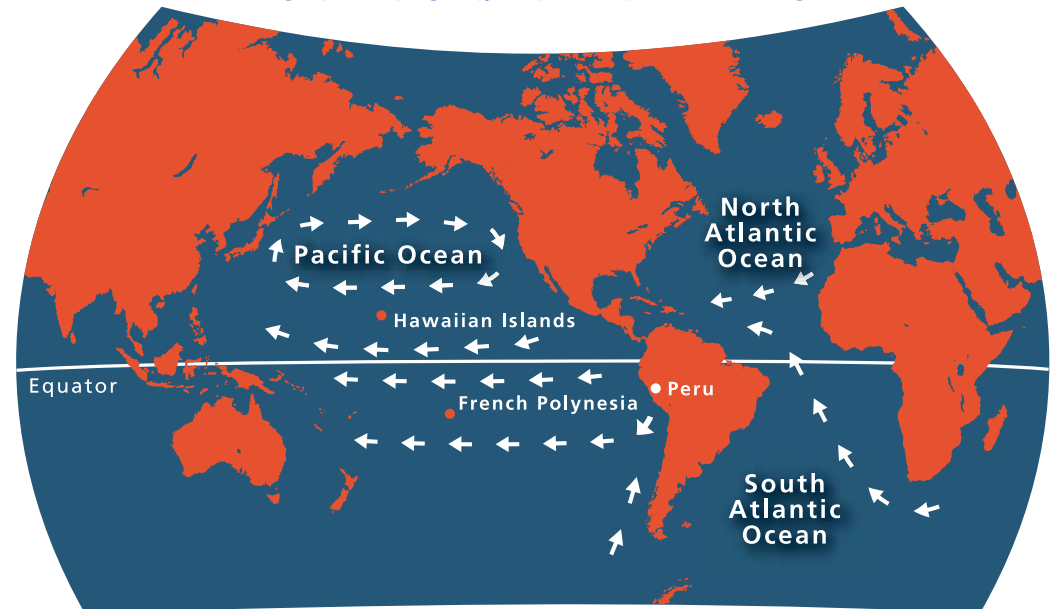 North
Atlantic
Ocean
Pacific Ocean
Hawaiian Islands
Equator
Peru
French Polynesia
South
Atlantic
Ocean